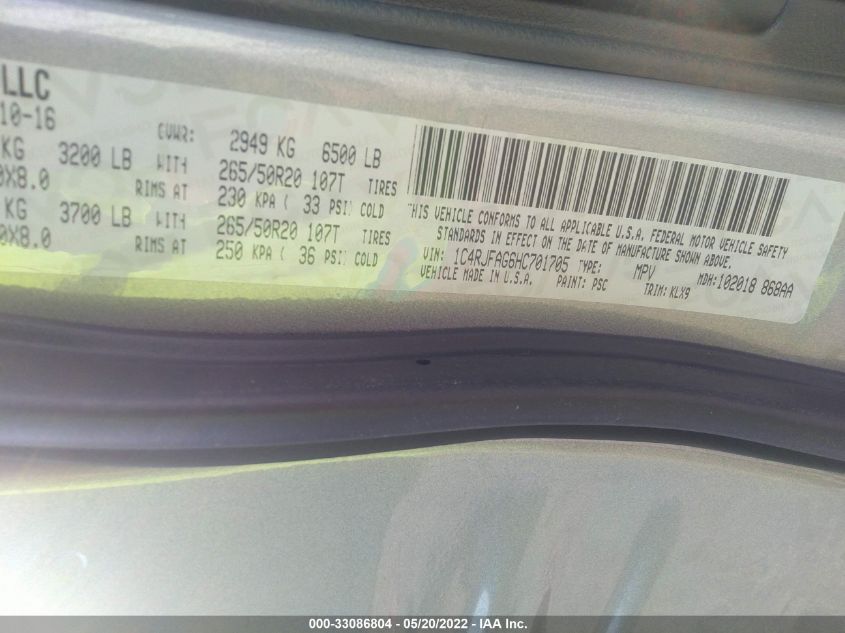 LLC
10-16
GVWR: 2949 KG 6500 LB
KG 3200 LB WITH 265/50R20 107T TIRES
0X8.0 RIMS AT 230 KPA ( 33 PSI) COLD
KG 3700 LB WITH 265/50R20 107T TIRES
0X8.0 RIMS AT 250 KPA ( 36 PSI) COLD
THIS VEHICLE CONFORMS TO ALL APPLICABLE U.S.A. FEDERAL MOTOR VEHICLE SAFETY
STANDARDS IN EFFECT ON THE DATE OF MANUFACTURE SHOWN ABOVE.
VIN: 1C4RJFAG6HC701705 TYPE: MPV MDH:102018 868AA
VEHICLE MADE IN U.S.A. PAINT: PSC TRIM: KLX9
000-33086804 / 05/20/2022 - IAA Inc.